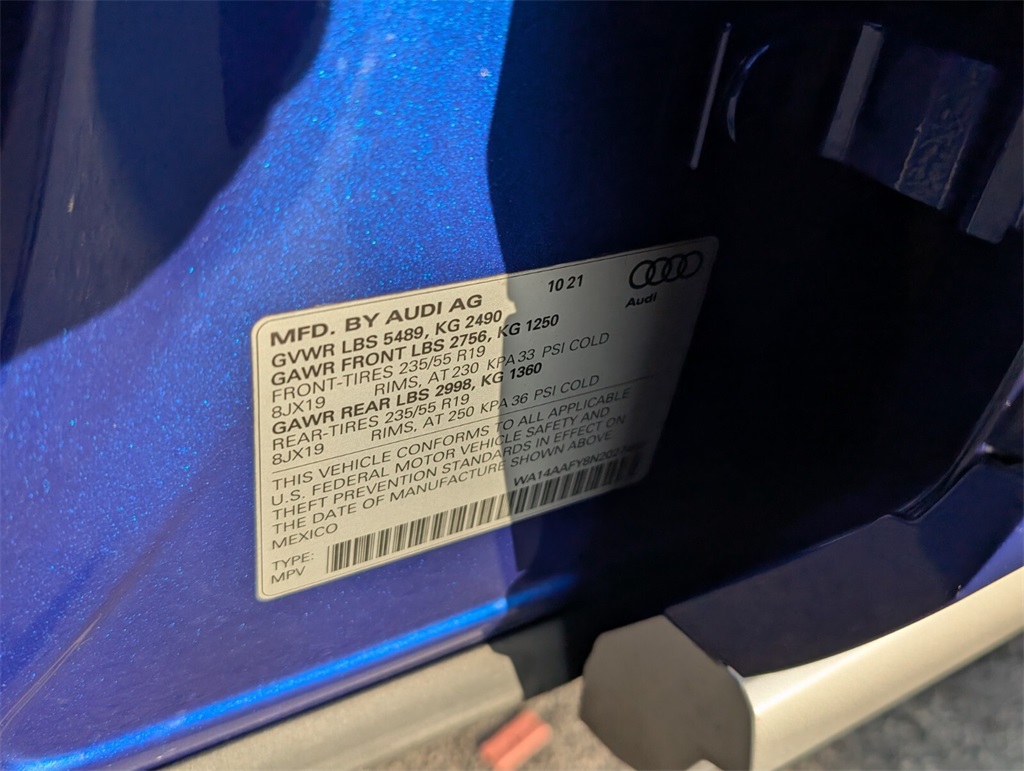 10 21
Audi
MFD. BY AUDI AG
GVWR LBS 5489, KG 2490
GAWR FRONT LBS 2756, KG 1250
FRONT-TIRES 235/55 R19
8JX19 RIMS, AT 230 KPA 33 PSI COLD
GAWR REAR LBS 2998, KG 1360
REAR-TIRES 235/55 R19
8JX19 RIMS, AT 250 KPA 36 PSI COLD
THIS VEHICLE CONFORMS TO ALL APPLICABLE
U.S. FEDERAL MOTOR VEHICLE SAFETY AND
THEFT PREVENTION STANDARDS IN EFFECT ON
THE DATE OF MANUFACTURE SHOWN ABOVE
MEXICO
TYPE:
MPV